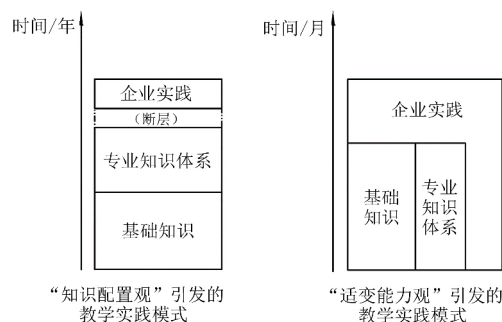 时间/年
企业实践
（断层）
专业知识体系
基础知识
“知识配置观”引发的
教学实践模式
时间/月
企业实践
基础
知识
专业
知识
体系
“适变能力观”引发的
教学实践模式